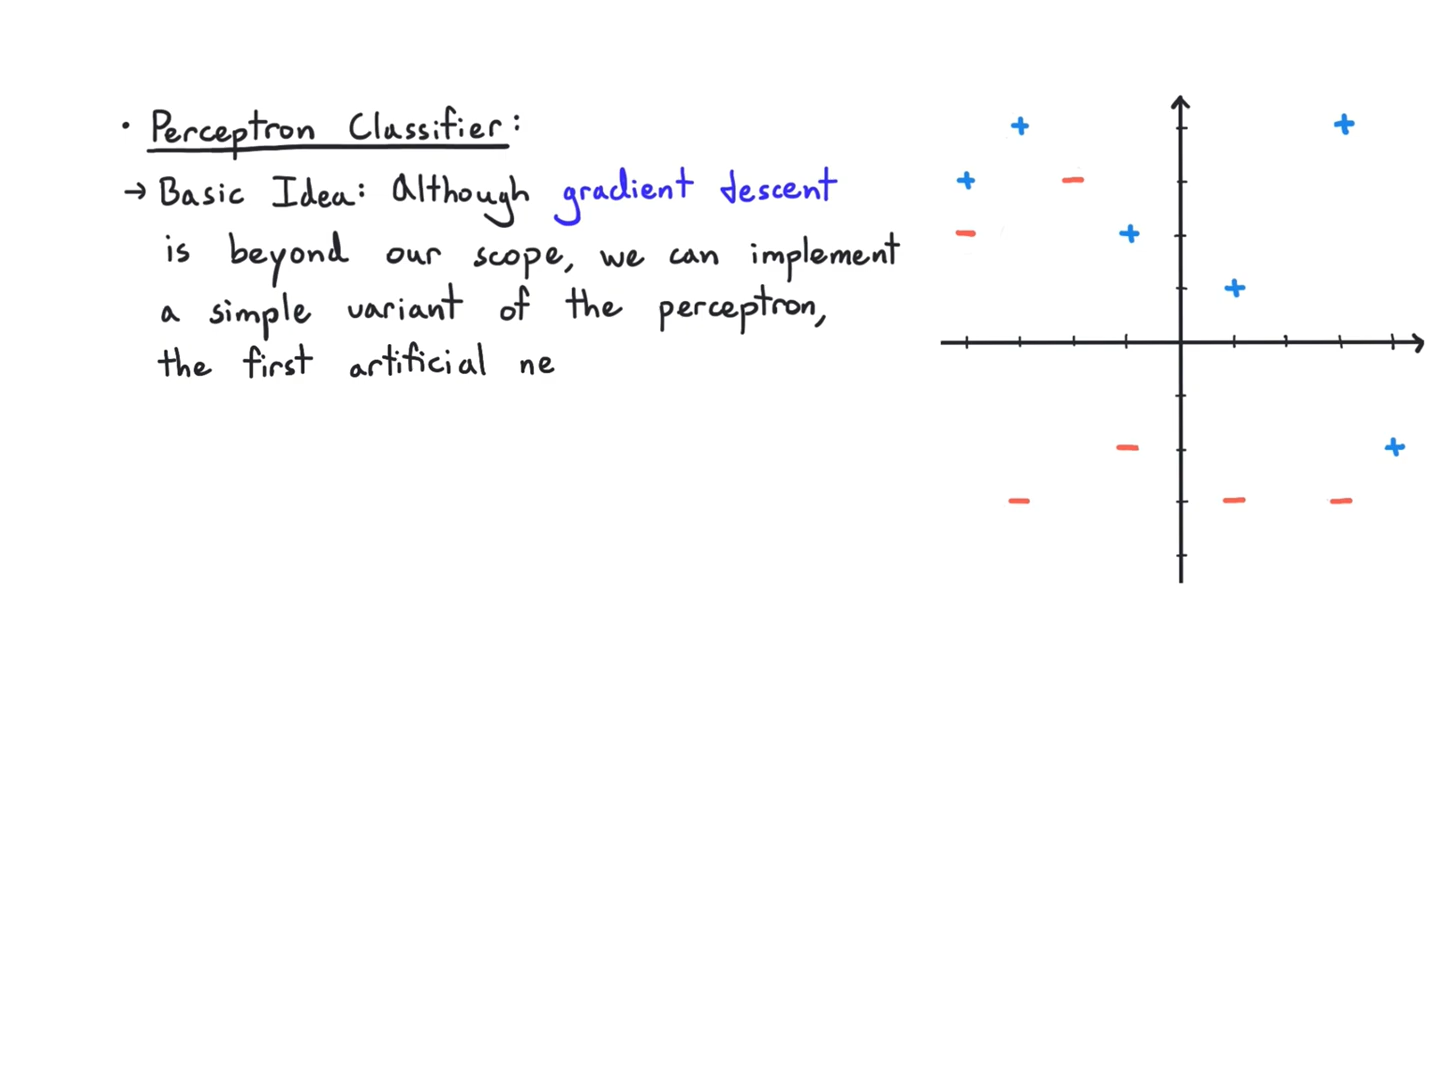 • Perceptron Classifier:
→ Basic Idea: Although gradient descent
is beyond our scope, we can implement
a simple variant of the perceptron,
the first artificial ne